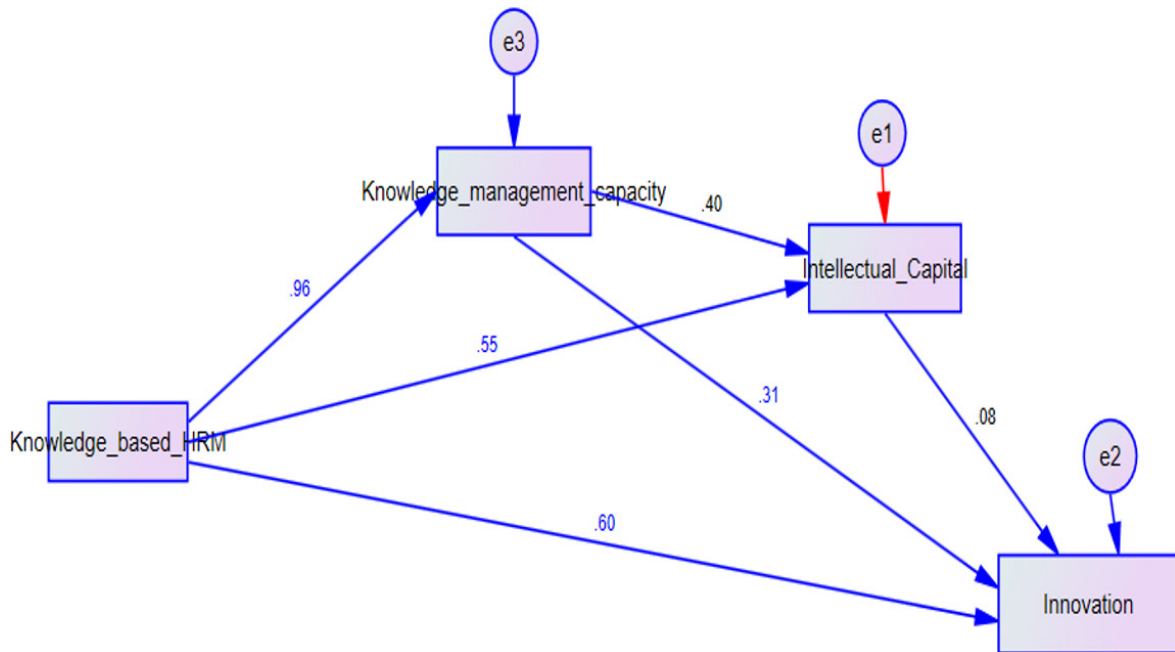 e3
e1
Knowledge_management_capacity
.40
Intellectual_Capital
.96
.55
.31
.08
Knowledge_based_HRM
e2
.60
Innovation